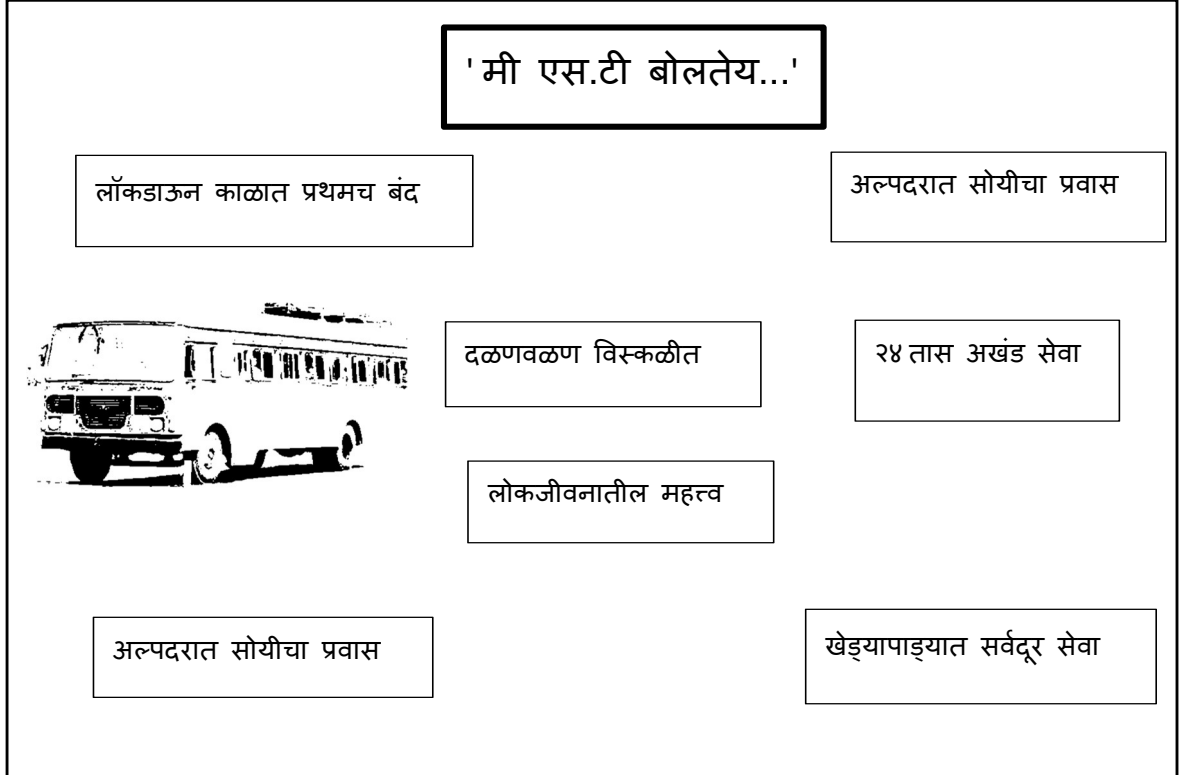 ' मी एस.टी बोलतेय...'
लॉकडाऊन काळात प्रथमच बंद
अल्पदरात सोयीचा प्रवास
दळणवळण विस्कळीत
२४ तास अखंड सेवा
लोकजीवनातील महत्त्व
अल्पदरात सोयीचा प्रवास
खेड्यापाड्यात सर्वदूर सेवा